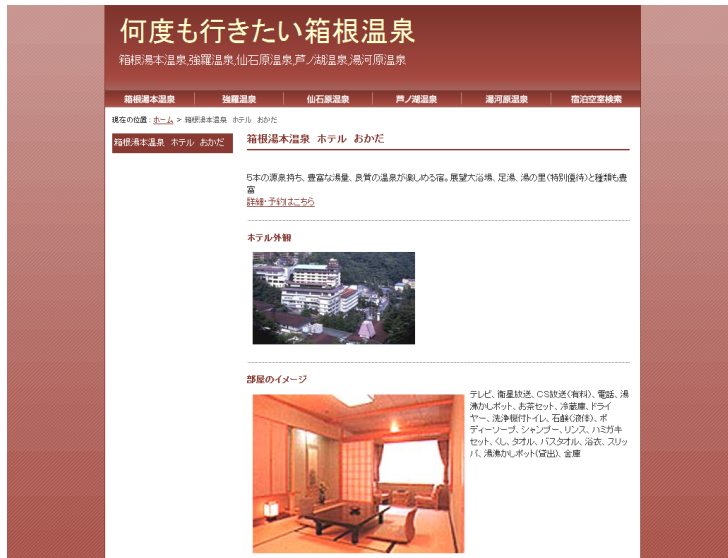 何度も行きたい箱根温泉
箱根湯本温泉,強羅温泉,仙石原温泉,芦ノ湖温泉,湯河原温泉
箱根湯本温泉 強羅温泉 仙石原温泉 芦ノ湖温泉 湯河原温泉 宿泊空室検索
現在の位置 : ホーム > 箱根湯本温泉 ホテル おかだ
箱根湯本温泉 ホテル おかだ
箱根湯本温泉 ホテル おかだ
5本の源泉持ち、豊富な湯量、良質の温泉が楽しめる宿。展望大浴場、足湯、湯の里(特別優待)と種類も豊
富
詳細・予約はこちら
ホテル外観
部屋のイメージ
テレビ、衛星放送、CS放送(有料)、電話、湯
沸かしポット、お茶セット、冷蔵庫、ドライ
ヤー、洗浄機付トイレ、石鹸(液体)、ボ
ディーソープ、シャンプー、リンス、ハミガキ
セット、くし、タオル、バスタオル、浴衣、スリッ
パ、湯沸かしポット(貸出)、金庫